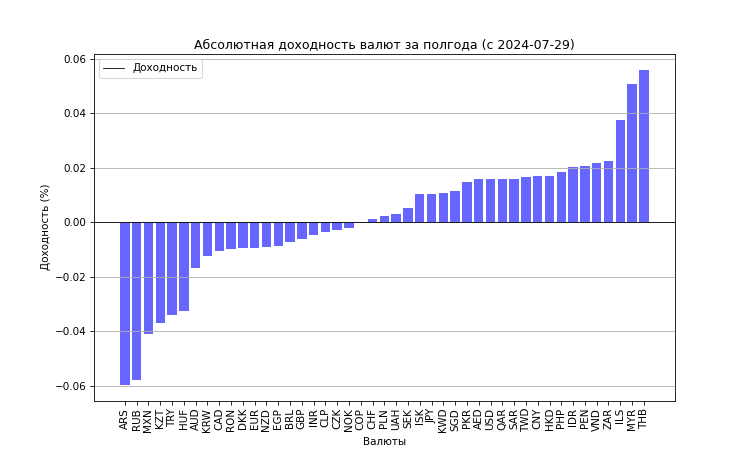 Абсолютная доходность валют за полгода (с 2024-07-29)
Доходность
Доходность (%)
0.06
0.04
0.02
0.00
−0.02
−0.04
−0.06
ARS
RUB
MXN
KZT
TRY
HUF
AUD
KRW
CAD
RON
DKK
EUR
NZD
EGP
BRL
GBP
INR
CLP
CZK
NOK
COP
CHF
PLN
UAH
SEK
ISK
JPY
KWD
SGD
PKR
AED
USD
QAR
SAR
TWD
CNY
HKD
PHP
IDR
PEN
VND
ZAR
ILS
MYR
THB
Валюты